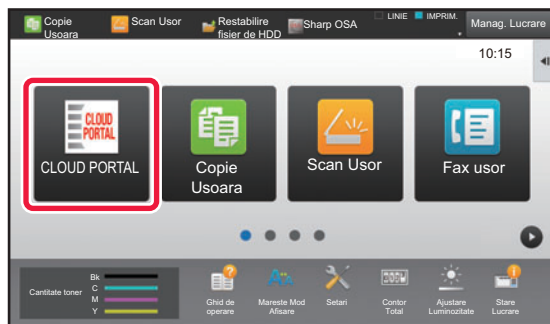 Copie
Usoara
Scan Usor
Restabilire
fisier de HDD
Sharp OSA
LINIE
IMPRIM.
Manag. Lucrare
10:15
CLOUD
PORTAL
CLOUD PORTAL
Copie
Usoara
Scan Usor
Fax usor
Cantitate toner
Bk
C
M
Y
Ghid de
operare
Mareste Mod
Afisare
Setari
Contor
Total
Ajustare
Luminozitate
Stare
Lucrare